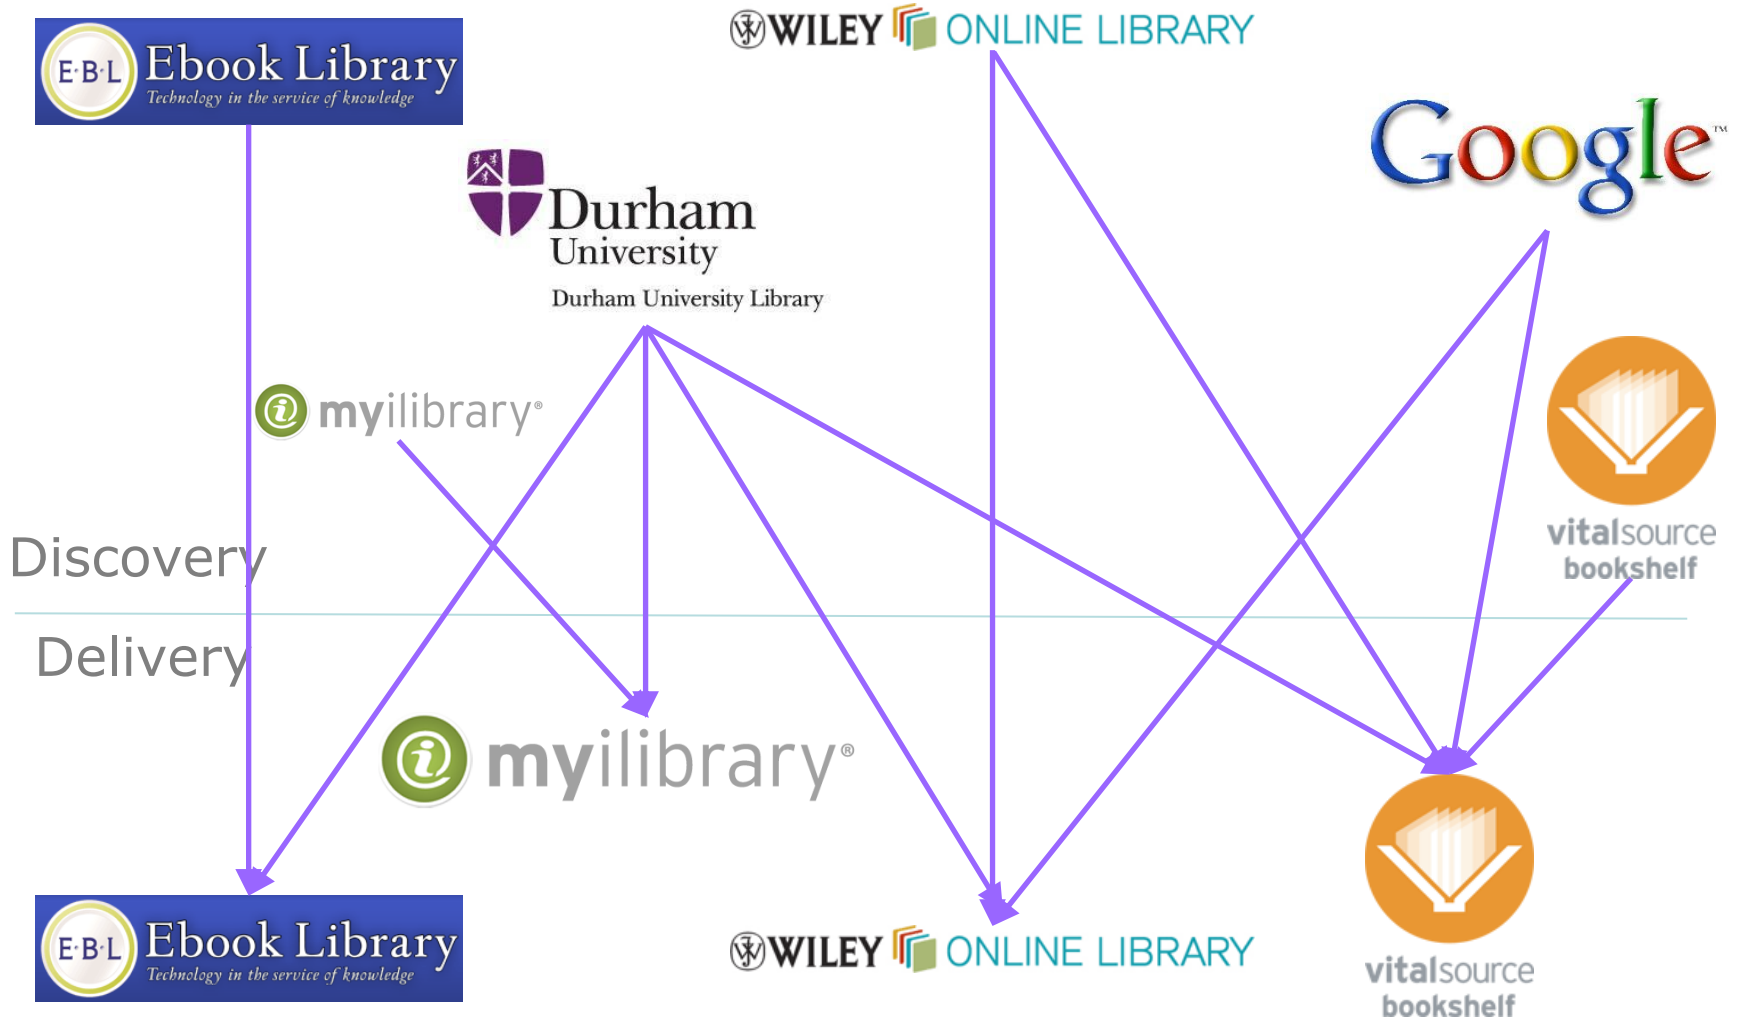 WILEY ONLINE LIBRARY
E·B·L Ebook Library
Technology in the service of knowledge
Google™
Durham
University
Durham University Library
myilibrary®
vitalsource
bookshelf
Discovery
Delivery
myilibrary®
E·B·L Ebook Library
Technology in the service of knowledge
WILEY ONLINE LIBRARY
vitalsource
bookshelf